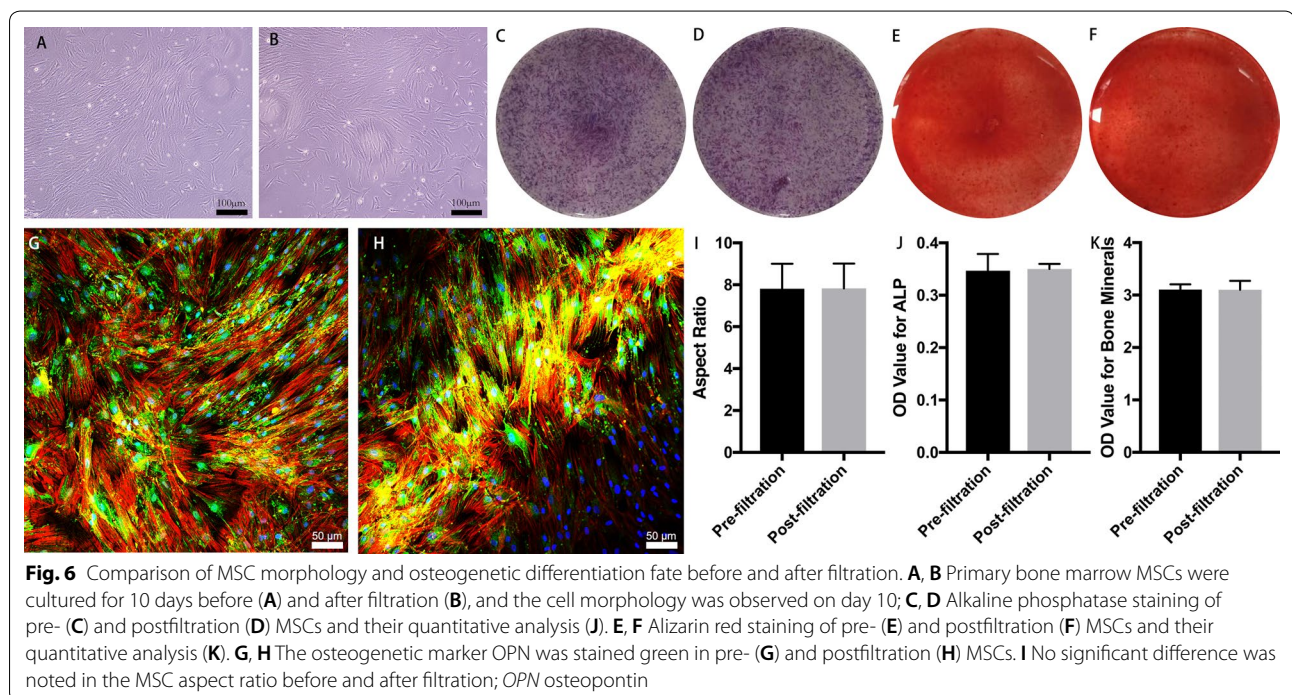 A
B
C
D
E
F
100μm
100μm
G
H
50 μm
50 μm
I
10
8
6
4
2
0
Aspect Ratio
Pre-filtration
Post-filtration
J
0.4
0.3
0.2
0.1
0.0
OD Value for ALP
Pre-filtration
Post-filtration
K
4
3
2
1
0
OD Value for Bone Minerals
Pre-filtration
Post-filtration
Fig. 6 Comparison of MSC morphology and osteogenetic differentiation fate before and after filtration. A, B Primary bone marrow MSCs were
cultured for 10 days before (A) and after filtration (B), and the cell morphology was observed on day 10; C, D Alkaline phosphatase staining of
pre- (C) and postfiltration (D) MSCs and their quantitative analysis (J). E, F Alizarin red staining of pre- (E) and postfiltration (F) MSCs and their
quantitative analysis (K). G, H The osteogenetic marker OPN was stained green in pre- (G) and postfiltration (H) MSCs. I No significant difference was
noted in the MSC aspect ratio before and after filtration; OPN osteopontin